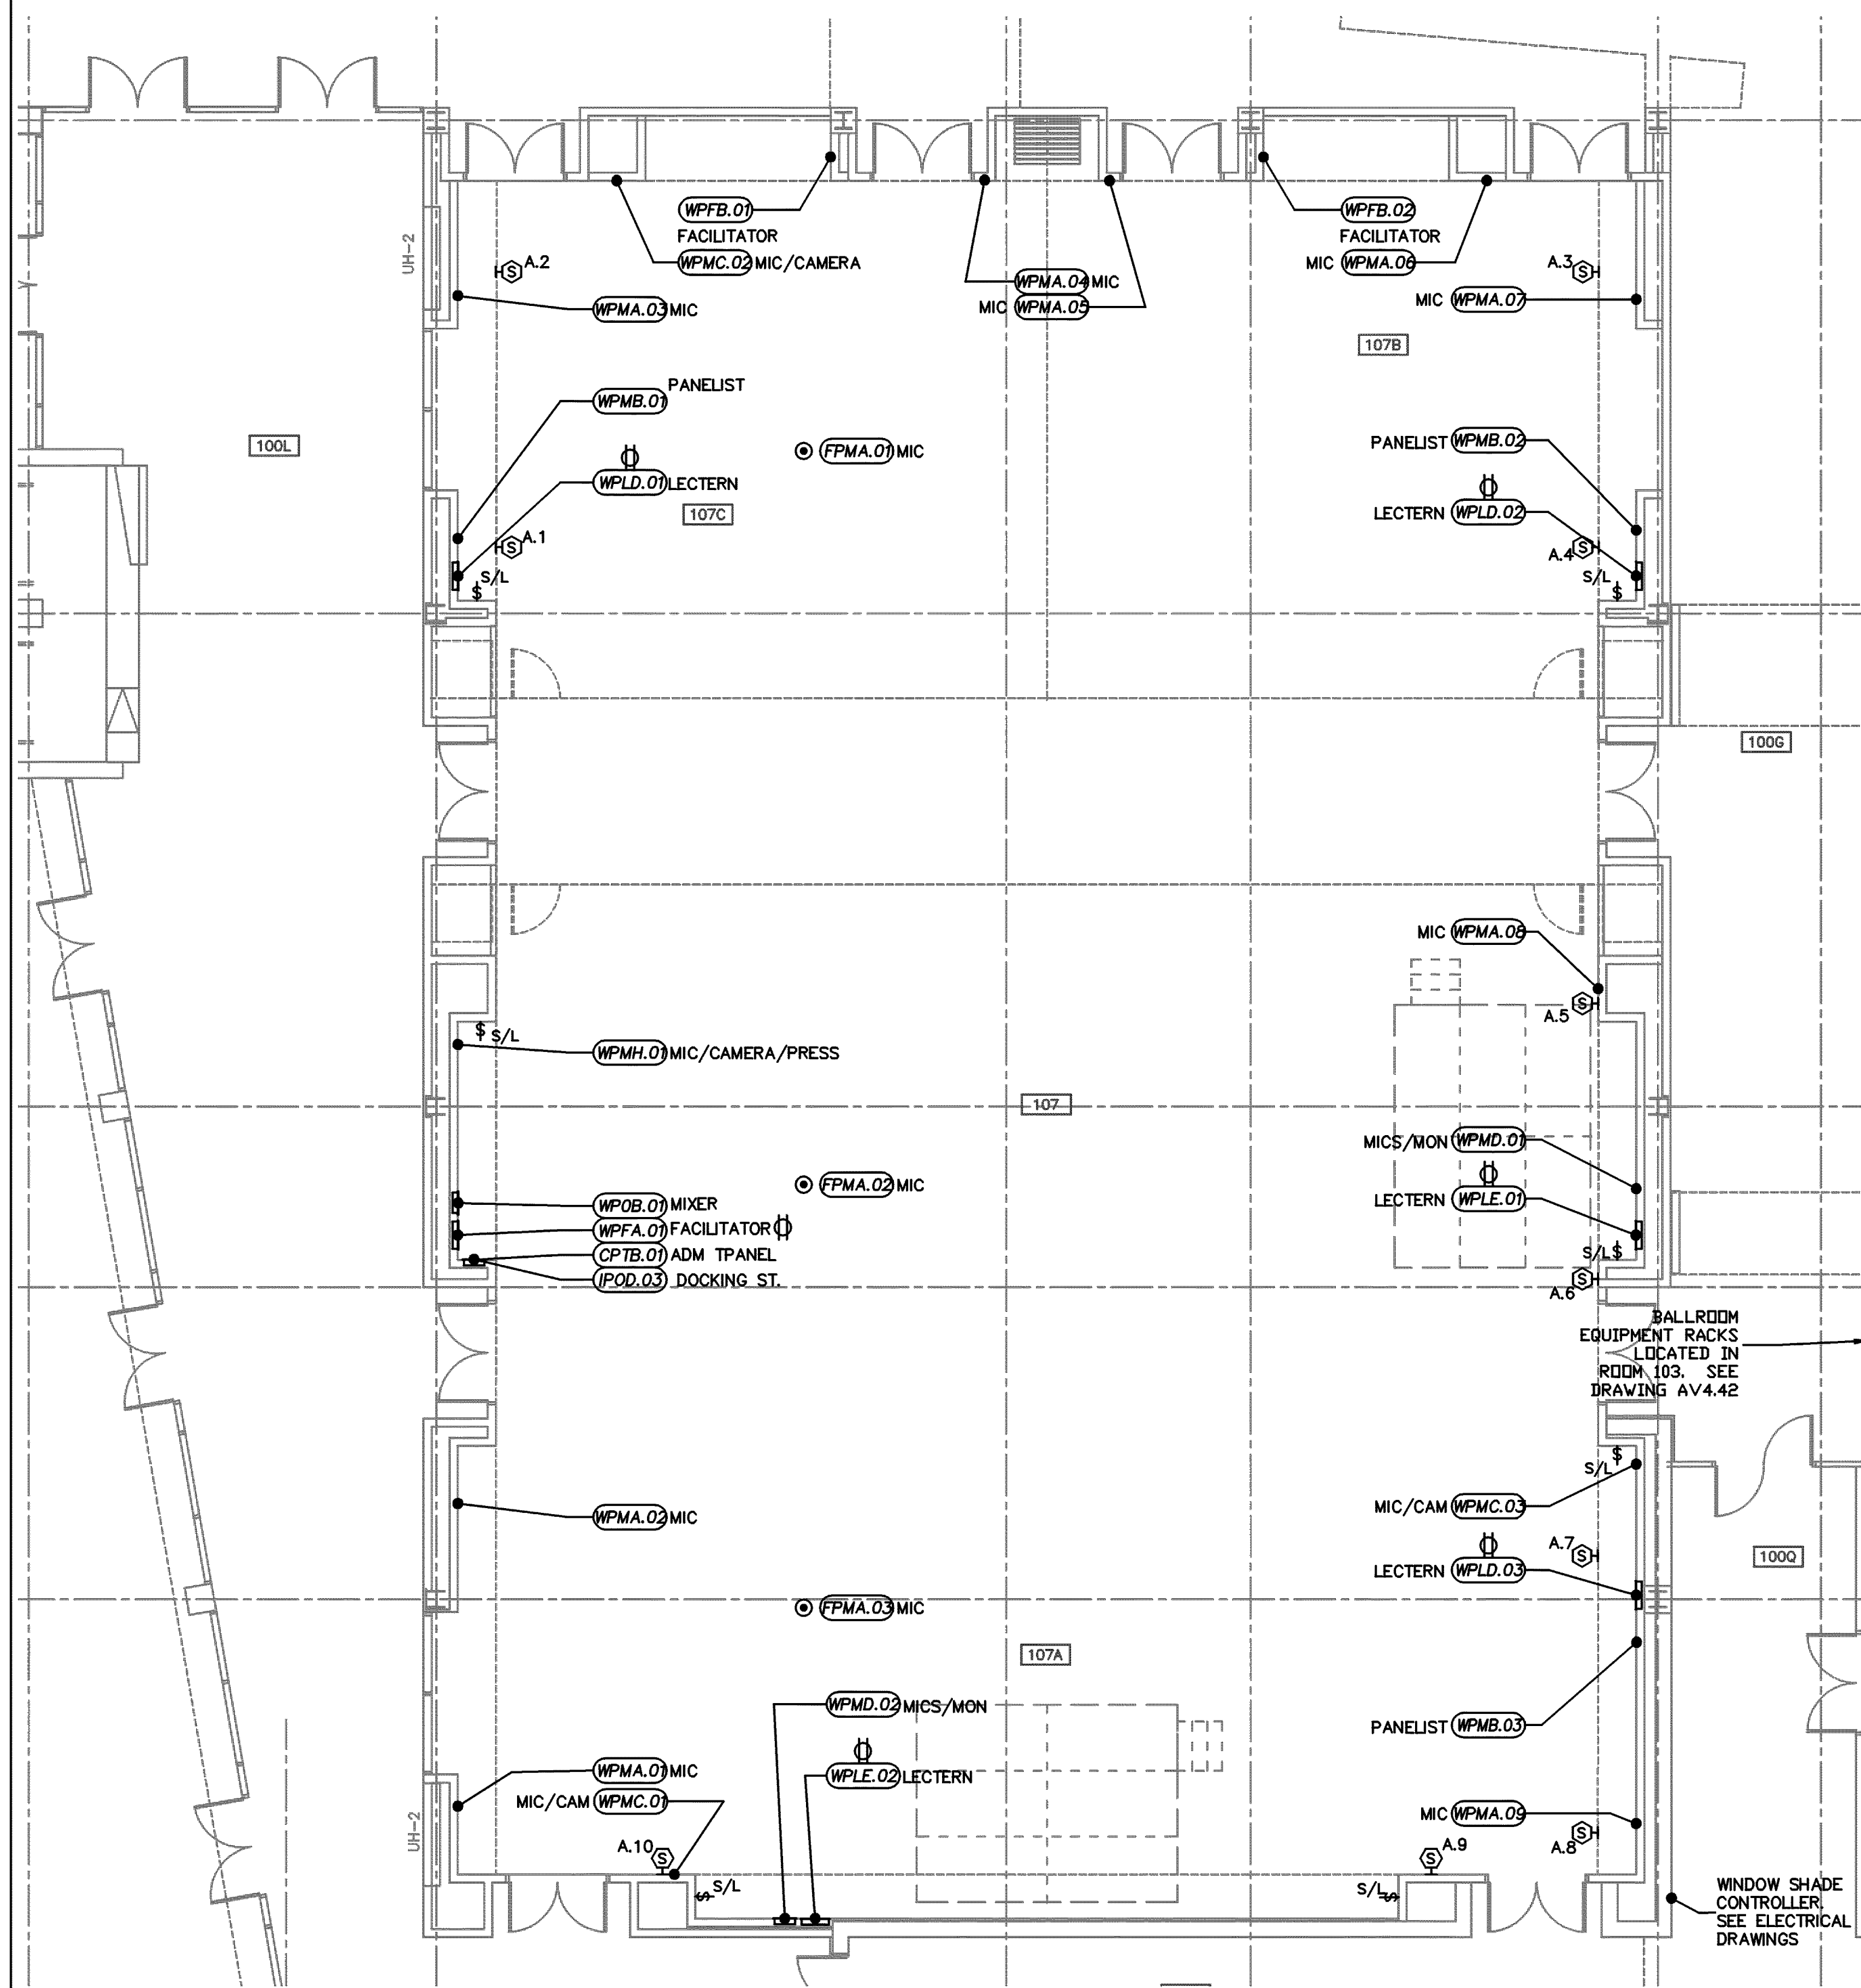 WPFB.01
FACILITATOR
WPMC.02 MIC/CAMERA
WPFB.02
FACILITATOR
MIC WPMA.06
UH-2
A.2
WPMA.04 MIC
MIC WPMA.05
A.3
WPMA.03 MIC
MIC WPMA.07
107B
PANELIST
WPMB.01
100L
FPMA.01 MIC
PANELIST WPMB.02
WPLD.01 LECTERN
107C
LECTERN WPLD.02
A.1
A.4
S/L
$
S/L
$
100G
MIC WPMA.08
A.5
$ S/L
WPMH.01 MIC/CAMERA/PRESS
107
MICS/MON WPMD.01
FPMA.02 MIC
LECTERN WPLE.01
WPOB.01 MIXER
WPFA.01 FACILITATOR
CPTB.01 ADM TPANEL
IPOD.03 DOCKING ST.
S/L $
A.6
BALLROOM
EQUIPMENT RACKS
LOCATED IN
ROOM 103. SEE
DRAWING AV4.42
S/L $
WPMA.02 MIC
MIC/CAM WPMC.03
A.7
100Q
LECTERN WPLD.03
FPMA.03 MIC
107A
WPMD.02 MICS/MON
PANELIST WPMB.03
WPMA.01 MIC
WPLE.02 LECTERN
MIC/CAM WPMC.01
MIC WPMA.09
UH-2
A.10
A.9
A.8
$ S/L
S/L $
WINDOW SHADE
CONTROLLER.
SEE ELECTRICAL
DRAWINGS